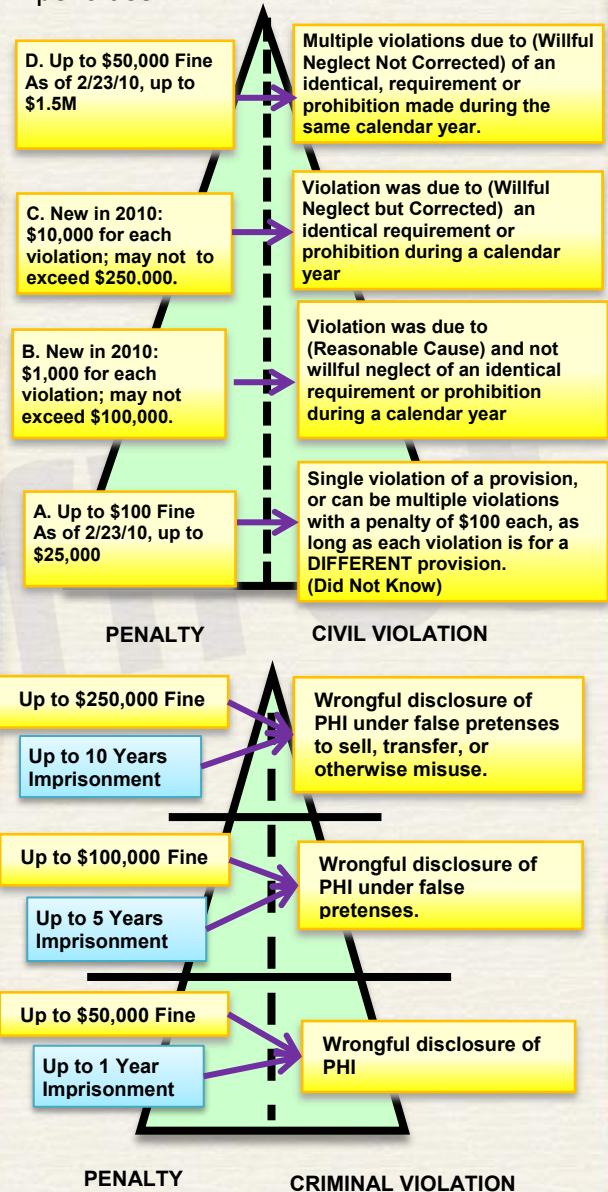 D. Up to $50,000 Fine
As of 2/23/10, up to
$1.5M
Multiple violations due to (Willful
Neglect Not Corrected) of an
identical, requirement or
prohibition made during the
same calendar year.
C. New in 2010:
$10,000 for each
violation; may not  to
exceed $250,000.
Violation was due to (Willful
Neglect but Corrected)  an
identical requirement or
prohibition during a calendar
year
B. New in 2010:
$1,000 for each
violation; may not
exceed $100,000.
Violation was due to
(Reasonable Cause) and not
willful neglect of an identical
requirement or prohibition
during a calendar year
A. Up to $100 Fine
As of 2/23/10, up to
$25,000
Single violation of a provision,
or can be multiple violations
with a penalty of $100 each, as
long as each violation is for a
DIFFERENT provision.
(Did Not Know)
PENALTY
CIVIL VIOLATION
Up to $250,000 Fine
Up to 10 Years
Imprisonment
Wrongful disclosure of
PHI under false pretenses
to sell, transfer, or
otherwise misuse.
Up to $100,000 Fine
Up to 5 Years
Imprisonment
Wrongful disclosure of
PHI under false
pretenses.
Up to $50,000 Fine
Up to 1 Year
Imprisonment
Wrongful disclosure of
PHI
PENALTY
CRIMINAL VIOLATION